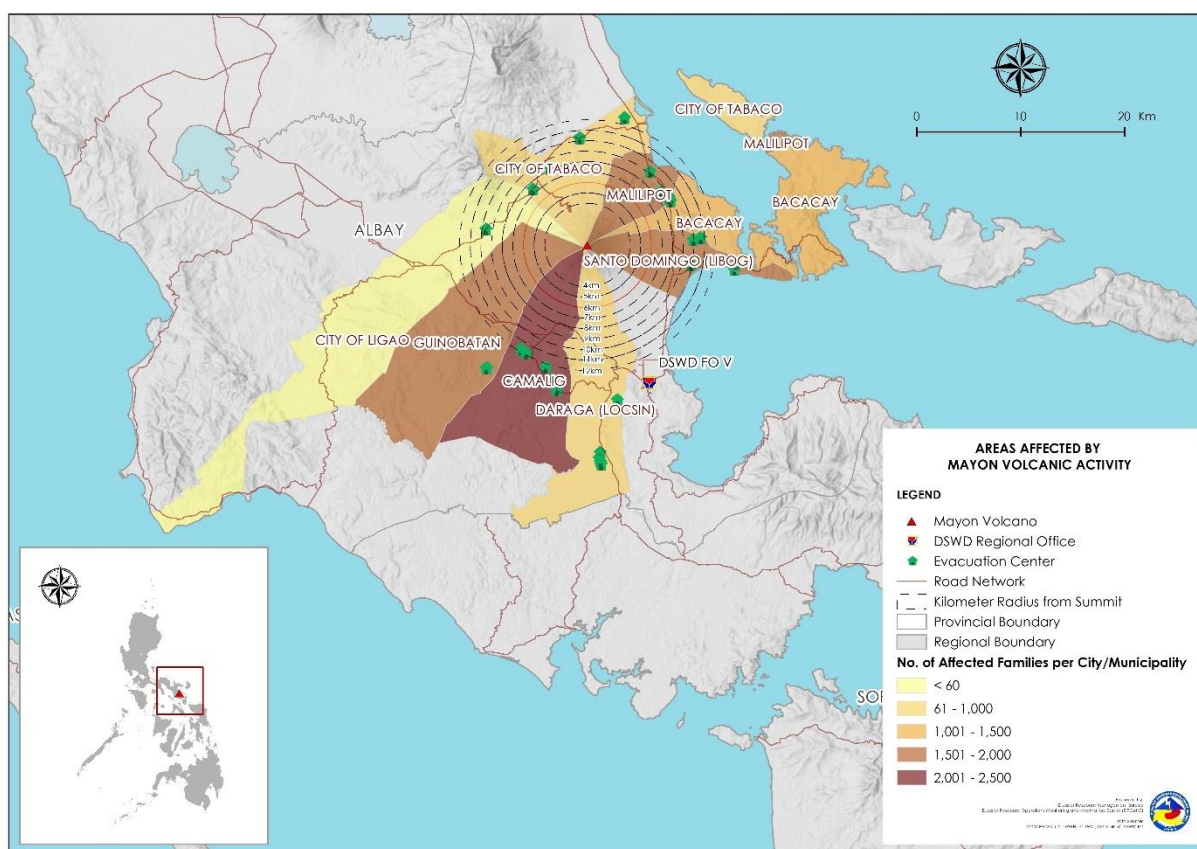 CITY OF TABACO
MALILIPOT
BACACAY
0 10 20 Km
CITY OF TABACO
MALILIPOT
BACACAY
ALBAY
SANTO DOMINGO (LIBOG)
4km
5km
6km
7km
8km
9km
10km
11km
12km
CITY OF LIGAO
GUINOBATAN
CAMALIG
DSWD FO V
DARAGA (LOCSIN)
AREAS AFFECTED BY
MAYON VOLCANIC ACTIVITY
LEGEND
Mayon Volcano
DSWD Regional Office
Evacuation Center
Road Network
Kilometer Radius from Summit
Provincial Boundary
Regional Boundary
No. of Affected Families per City/Municipality
< 60
61 - 1,000
1,001 - 1,500
1,501 - 2,000
2,001 - 2,500